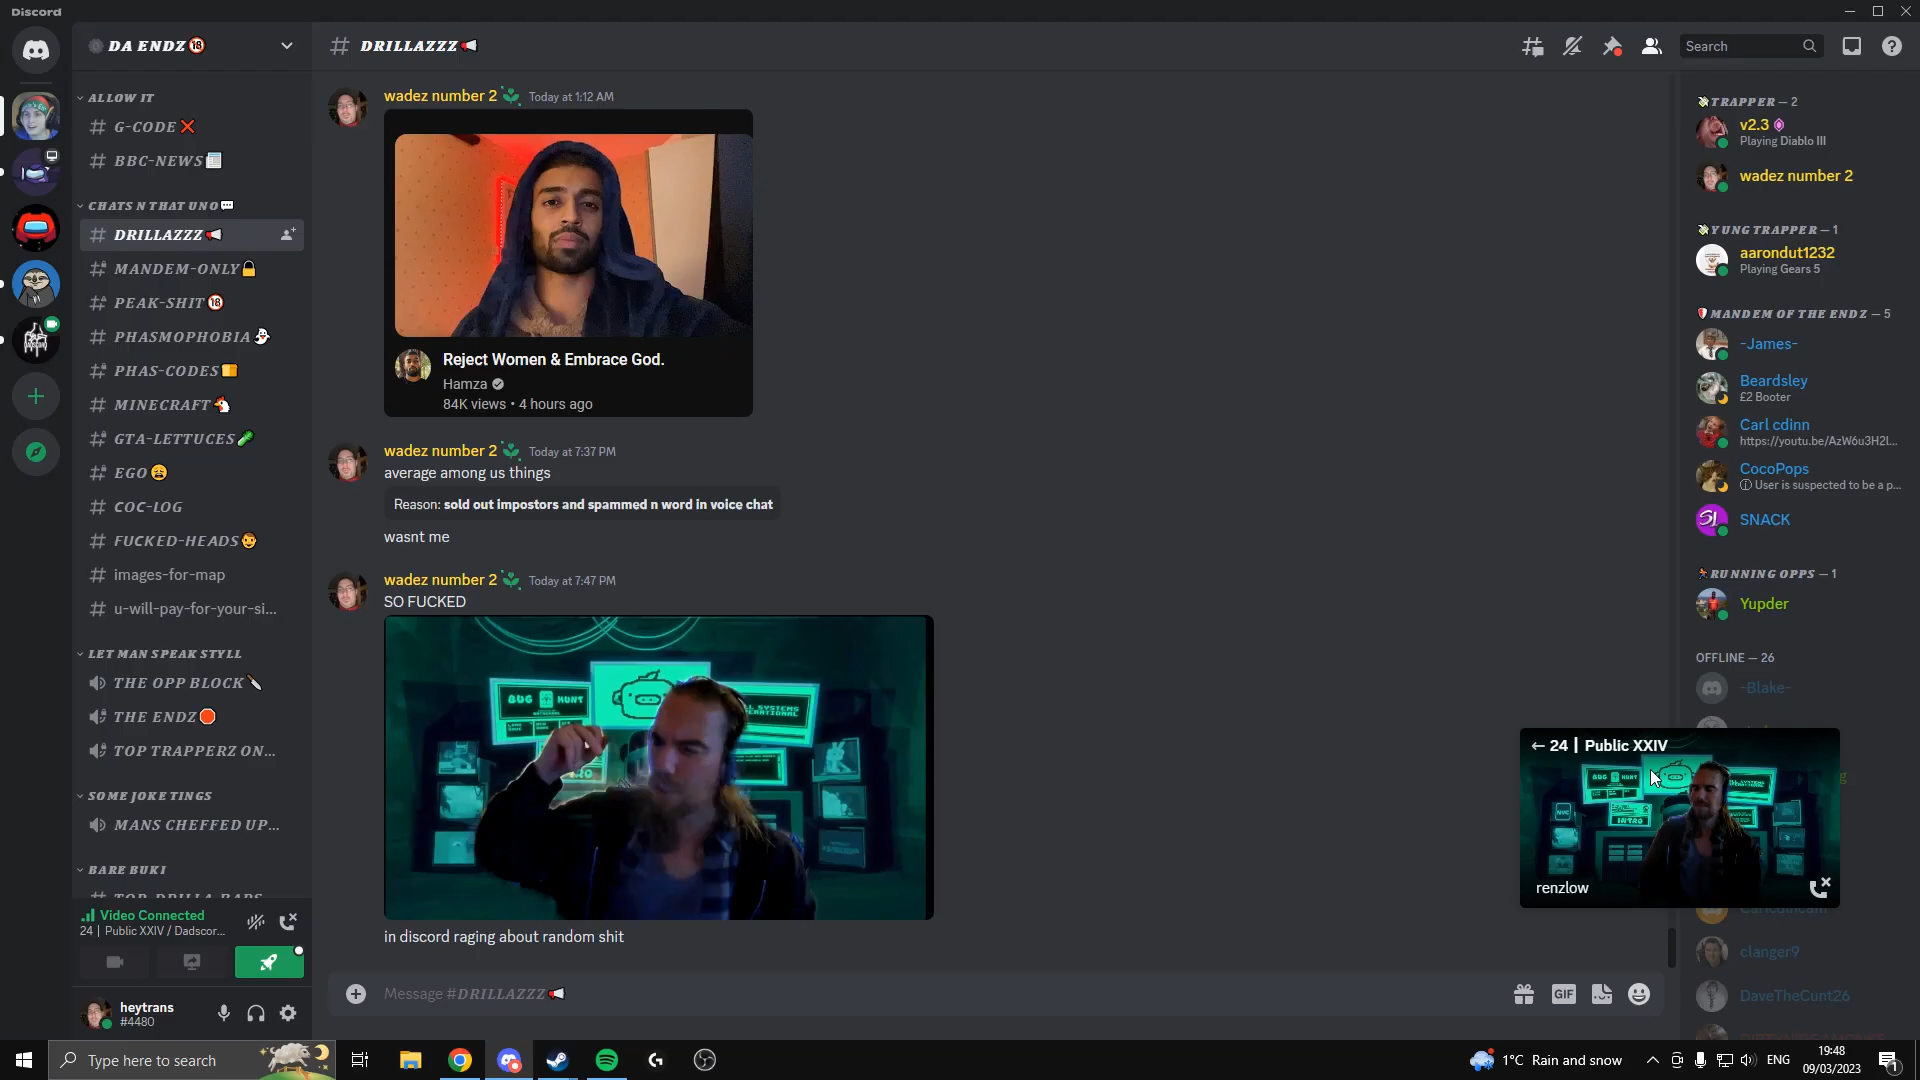 Discord
DA ENDZ🔞
ALLOW IT
# G-CODE❌
# BBC-NEWS📰
CHATS N THAT UNO💬
# DRILLAZZZ📢
# MANDEM-ONLY🔒
# PEAK-SHIT🔞
# PHASMOPHOBIA👻
# PHAS-CODES
# MINECRAFT🐔
# GTA-LETTUCES
# EGO😩
# COC-LOG
# FUCKED-HEADS
# images-for-map
# u-will-pay-for-your-si...
LET MAN SPEAK STYLL
THE OPP BLOCK🔪
THE ENDZ🛑
TOP TRAPPERZ ON...
SOME JOKE TINGS
MANS CHEFFED UP...
BARE BUKI
# TOP-DRILLA-BARS
Video Connected
24 | Public XXIV / Dadscor...
heytrans
#4480
# DRILLAZZZ📢
Search
wadez number 2 Today at 1:12 AM
Reject Women & Embrace God.
Hamza
84K views • 4 hours ago
wadez number 2 Today at 7:37 PM
average among us things
Reason: sold out impostors and spammed n word in voice chat
wasnt me
wadez number 2 Today at 7:47 PM
SO FUCKED
BUG HUNT
in discord raging about random shit
Message #DRILLAZZZ📢
GIF
TRAPPER — 2
v2.3
Playing Diablo III
wadez number 2
YUNG TRAPPER — 1
aarondut1232
Playing Gears 5
MANDEM OF THE ENDZ — 5
-James-
Beardsley
£2 Booter
Carl cdinn
https://youtu.be/AzW6u3H2l...
CocoPops
User is suspected to be a p...
SNACK
RUNNING OPPS — 1
Yupder
OFFLINE — 26
-Blake-
← 24 | Public XXIV
BUG HUNT
INTRO
renzlow
clanger9
DaveTheCunt26
Type here to search
1°C Rain and snow
ENG
19:48
09/03/2023
1